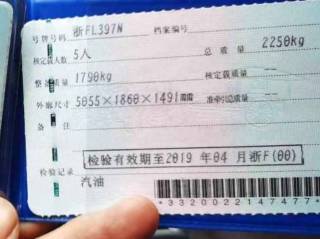 号牌号码 浙FL397N 档案编号
核定载人数 5人 总质量 2250kg
整备质量 1790kg 核定载质量 --
外廓尺寸 5055×1860×1491 准牵引总质量 --
备注
检验有效期至2019 年04 月浙F(00)
检验记录
汽油
*3320022147477*